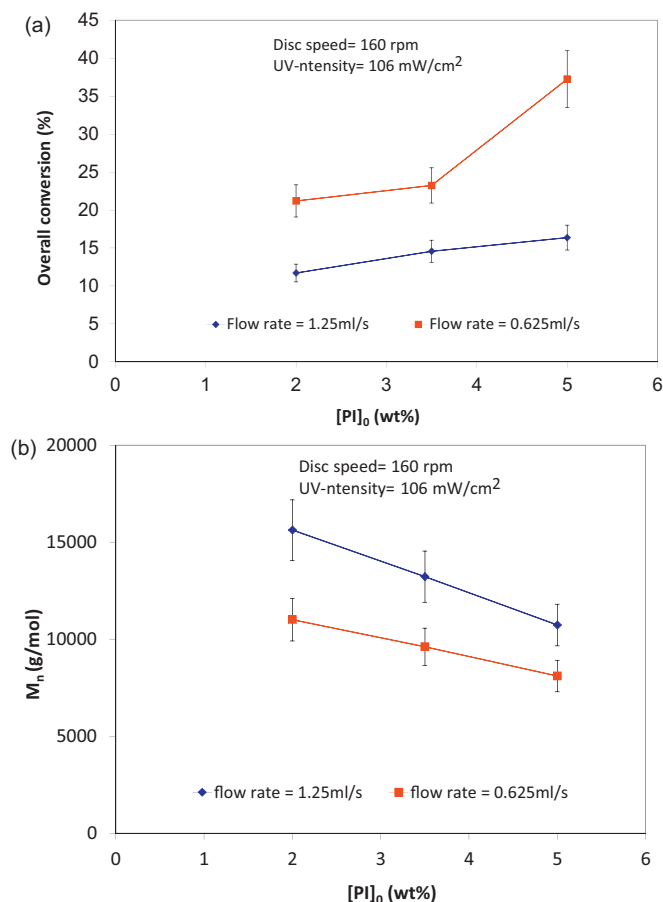 (a)
Disc speed= 160 rpm
UV-ntensity= 106 mW/cm²
Overall conversion (%)
45
40
35
30
25
20
15
10
5
0
Flow rate = 1.25ml/s
Flow rate = 0.625ml/s
0 1 2 3 4 5 6
[PI]₀ (wt%)
(b)
Disc speed= 160 rpm
UV-ntensity= 106 mW/cm²
Mₙ (g/mol)
20000
15000
10000
5000
0
flow rate = 1.25ml/s
flow rate = 0.625ml/s
0 1 2 3 4 5 6
[PI]₀ (wt%)